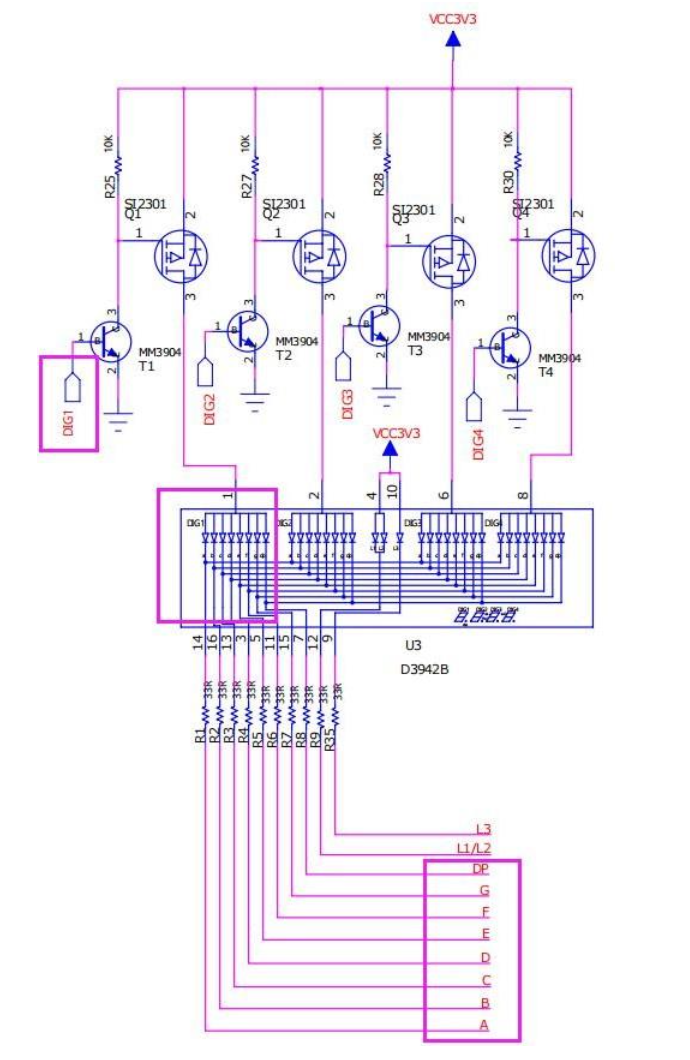 VCC3V3
10K
10K
10K
10K
R25
R27
R28
R30
SI2301
Q1
SI2301
Q2
SI2301
Q3
SI2301
Q4
2
2
2
2
1
1
1
1
3
3
3
3
3
3
3
3
1
B
C
E
2
MM3904
T1
1
B
C
E
2
MM3904
T2
1
B
C
E
2
MM3904
T3
1
B
C
E
2
MM3904
T4
DIG1
DIG2
DIG3
DIG4
VCC3V3
1
2
4
10
6
8
DIG1
DIG2
DIG3
DIG4
14
16
13
3
5
11
15
7
12
9
U3
D3942B
33R
33R
33R
33R
33R
33R
33R
33R
33R
33R
R1
R2
R3
R4
R5
R6
R7
R8
R9
R35
L3
L1/L2
DP
G
F
E
D
C
B
A